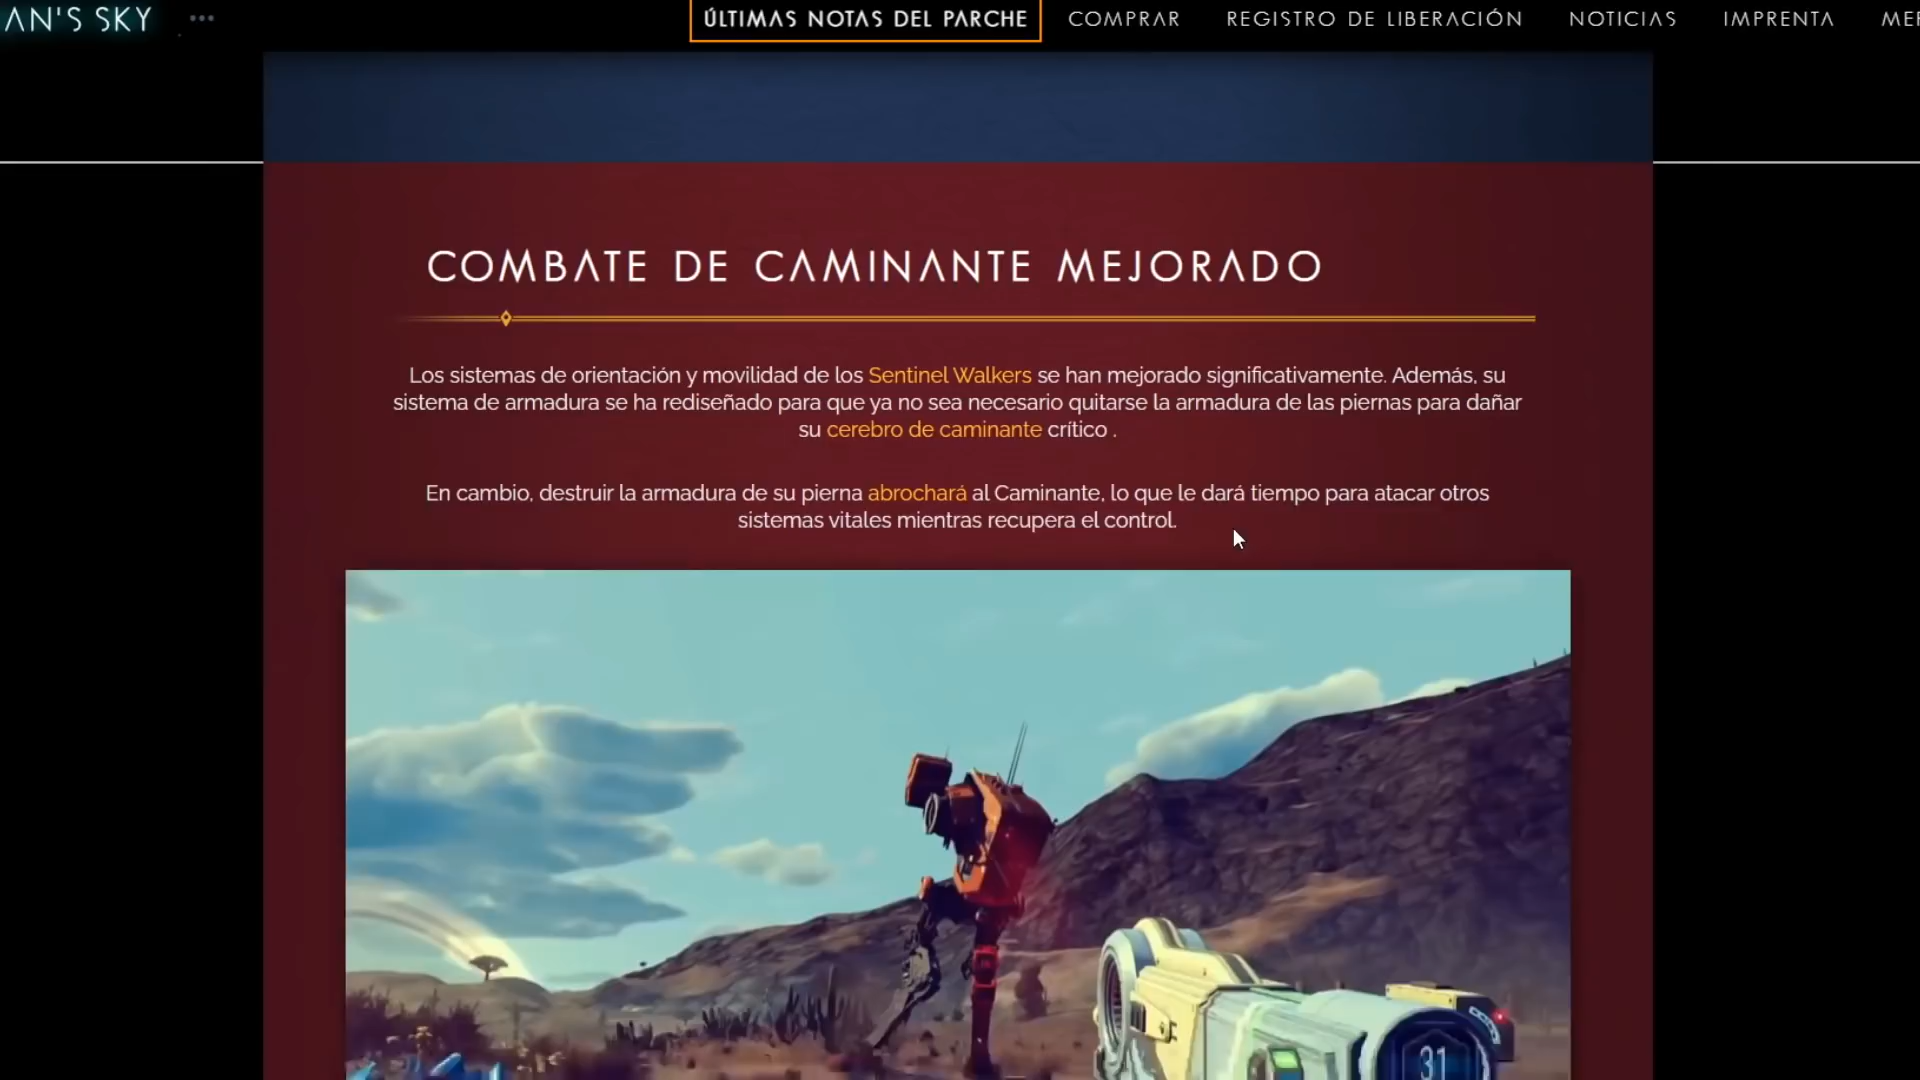 AN'S SKY
ÚLTIMAS NOTAS DEL PARCHE
COMPRAR
REGISTRO DE LIBERACIÓN
NOTICIAS
IMPRENTA
MER
COMBATE DE CAMINANTE MEJORADO
Los sistemas de orientación y movilidad de los Sentinel Walkers se han mejorado significativamente. Además, su
sistema de armadura se ha rediseñado para que ya no sea necesario quitarse la armadura de las piernas para dañar
su cerebro de caminante crítico .
En cambio, destruir la armadura de su pierna abrochará al Caminante, lo que le dará tiempo para atacar otros
sistemas vitales mientras recupera el control.
31